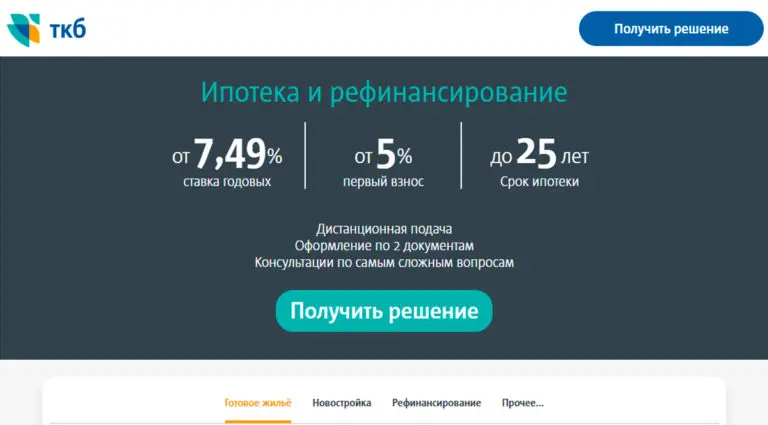 ткб
Получить решение
Ипотека и рефинансирование
от 7,49%
ставка годовых
от 5%
первый взнос
до 25 лет
Срок ипотеки
Дистанционная подача
Оформление по 2 документам
Консультации по самым сложным вопросам
Получить решение
Готовое жильё Новостройка Рефинансирование Прочее...